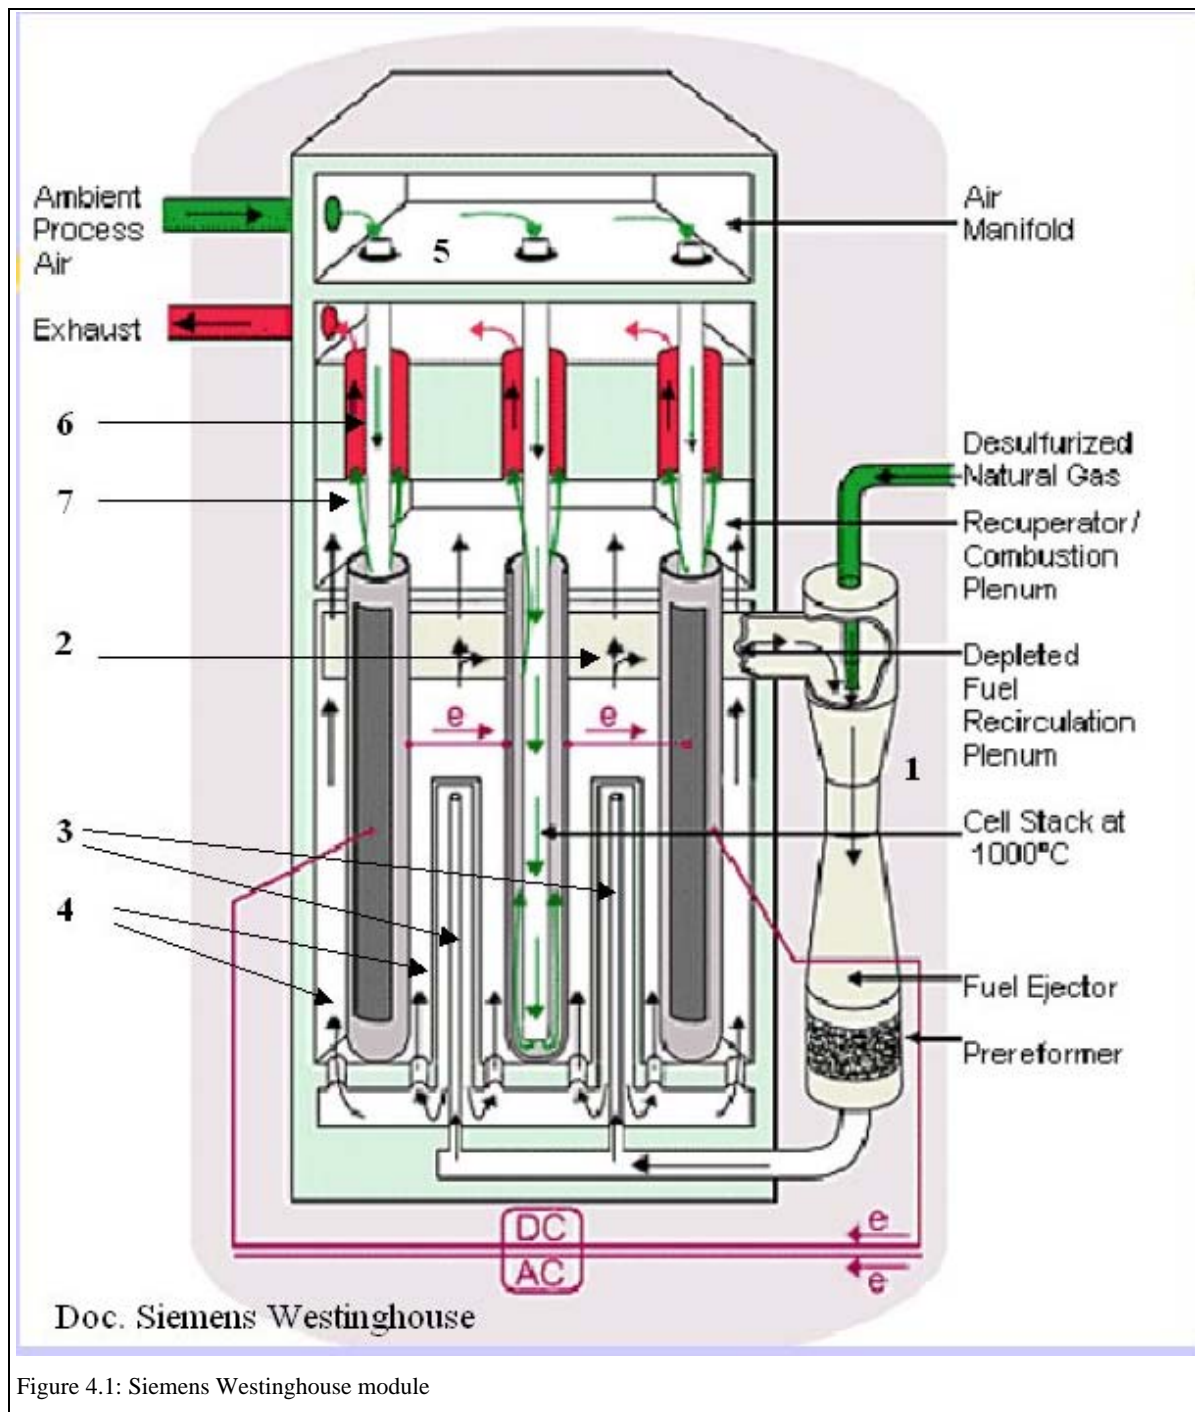 Ambient
Process
Air
Exhaust
5
6
7
2
3
4
Air
Manifold
Desulfurized
Natural Gas
Recuperator/
Combustion
Plenum
Depleted
Fuel
Recirculation
Plenum
1
Cell Stack at
1000°C
Fuel Ejector
Prereformer
e
e
DC
AC
e
e
Doc. Siemens Westinghouse
Figure 4.1: Siemens Westinghouse module